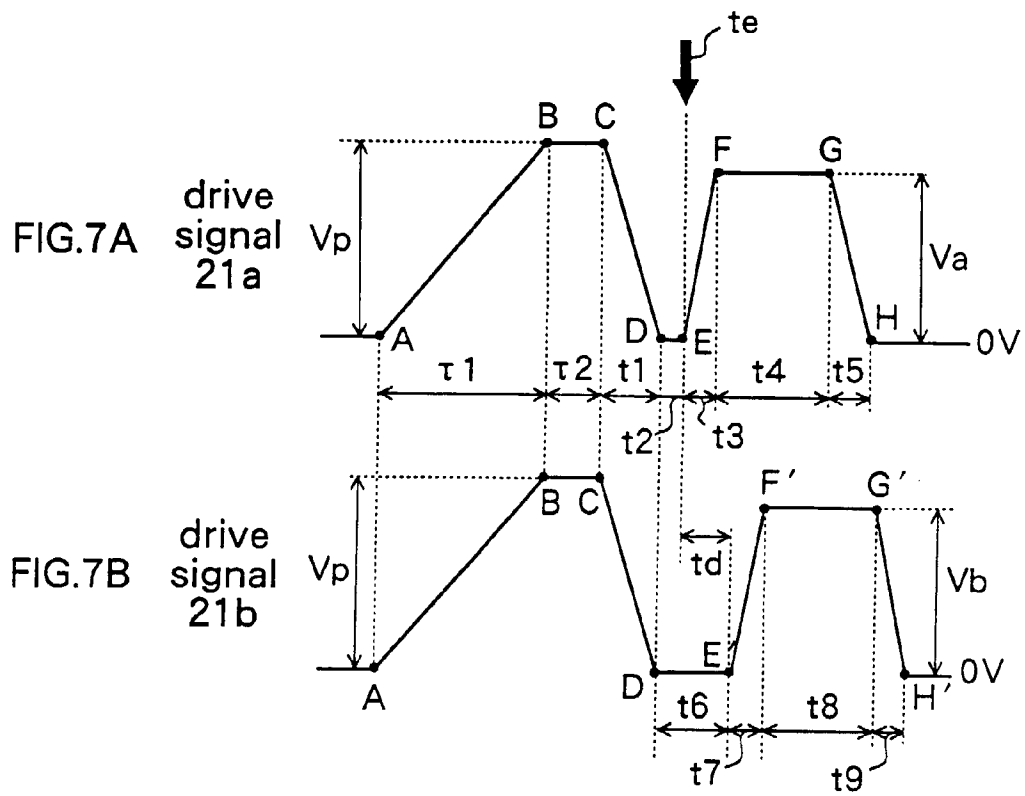 te
B C F G
FIG.7A drive signal 21a Vp Va
A D E H 0V
τ1 τ2 t1 t4 t5
t2 t3
B C F′ G′
FIG.7B drive signal 21b Vp td Vb
A D E′ H′ 0V
t6 t8
t7 t9